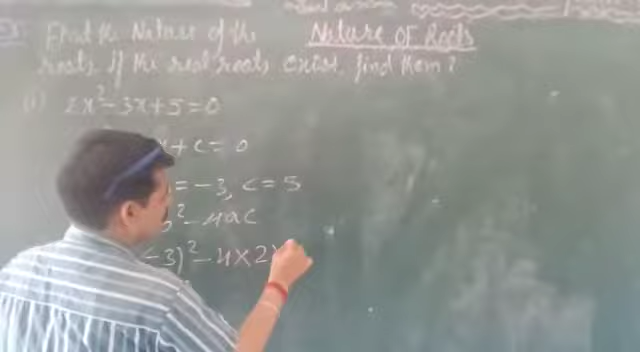 Find the Nature of the Nature of Roots
roots. If the real roots exist, find them?
(i) 2x²-3x+5=0
+ c = 0
= -3, c = 5
² - 4ac
-3)² - 4×2×